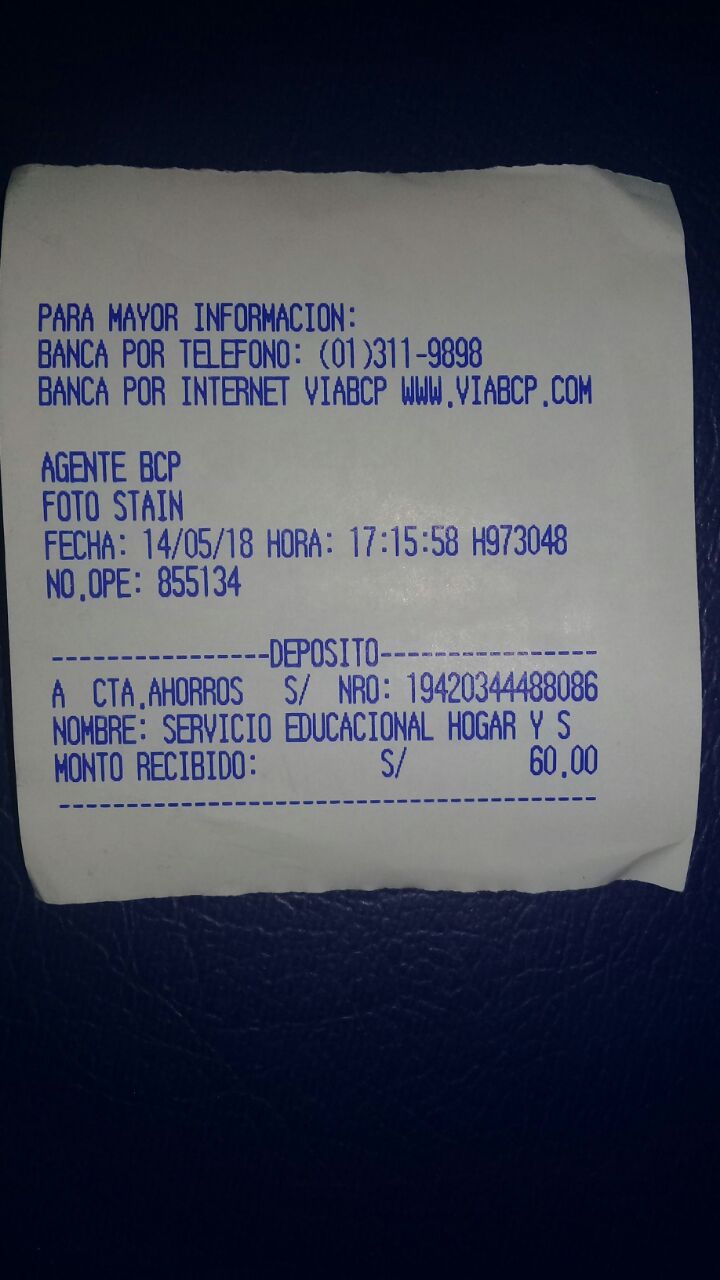 PARA MAYOR INFORMACION:
BANCA POR TELEFONO: (01)311-9898
BANCA POR INTERNET VIABCP WWW.VIABCP.COM
AGENTE BCP
FOTO STAIN
FECHA: 14/05/18 HORA: 17:15:58 H973048
NO.OPE: 855134
---------------DEPOSITO---------------
A CTA.AHORROS S/ NRO: 19420344488086
NOMBRE: SERVICIO EDUCACIONAL HOGAR Y S
MONTO RECIBIDO: S/ 60.00